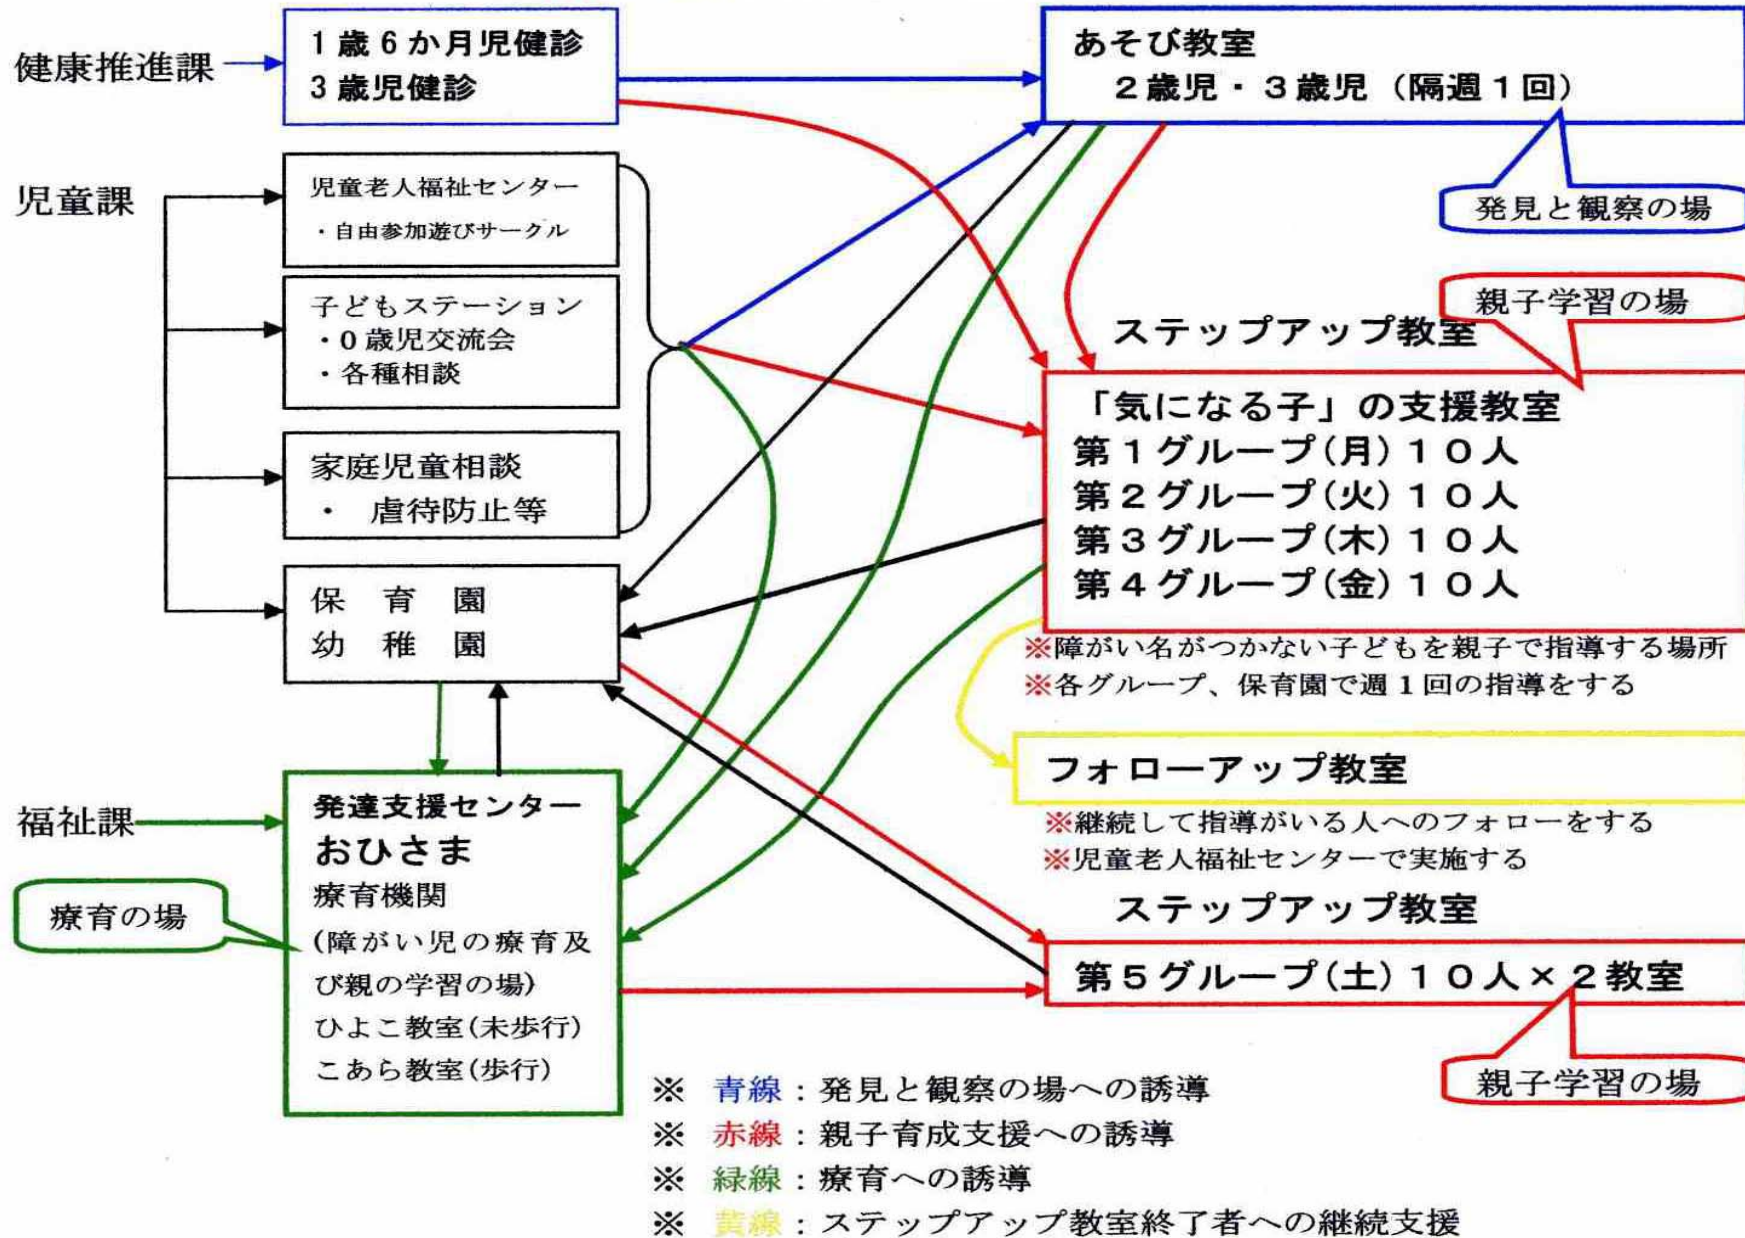 健康推進課
1歳6か月児健診
3歳児健診
あそび教室
2歳児・3歳児（隔週1回）
発見と観察の場
児童課
児童老人福祉センター
・自由参加遊びサークル
子どもステーション
・0歳児交流会
・各種相談
家庭児童相談
・ 虐待防止等
保 育 園
幼 稚 園
親子学習の場
ステップアップ教室
「気になる子」の支援教室
第1グループ(月)10人
第2グループ(火)10人
第3グループ(木)10人
第4グループ(金)10人
※障がい名がつかない子どもを親子で指導する場所
※各グループ、保育園で週1回の指導をする
フォローアップ教室
※継続して指導がいる人へのフォローをする
※児童老人福祉センターで実施する
福祉課
療育の場
発達支援センター
おひさま
療育機関
(障がい児の療育及
び親の学習の場)
ひよこ教室(未歩行)
こあら教室(歩行)
ステップアップ教室
第5グループ(土)10人×2教室
親子学習の場
※ 青線：発見と観察の場への誘導
※ 赤線：親子育成支援への誘導
※ 緑線：療育への誘導
※ 黄線：ステップアップ教室終了者への継続支援